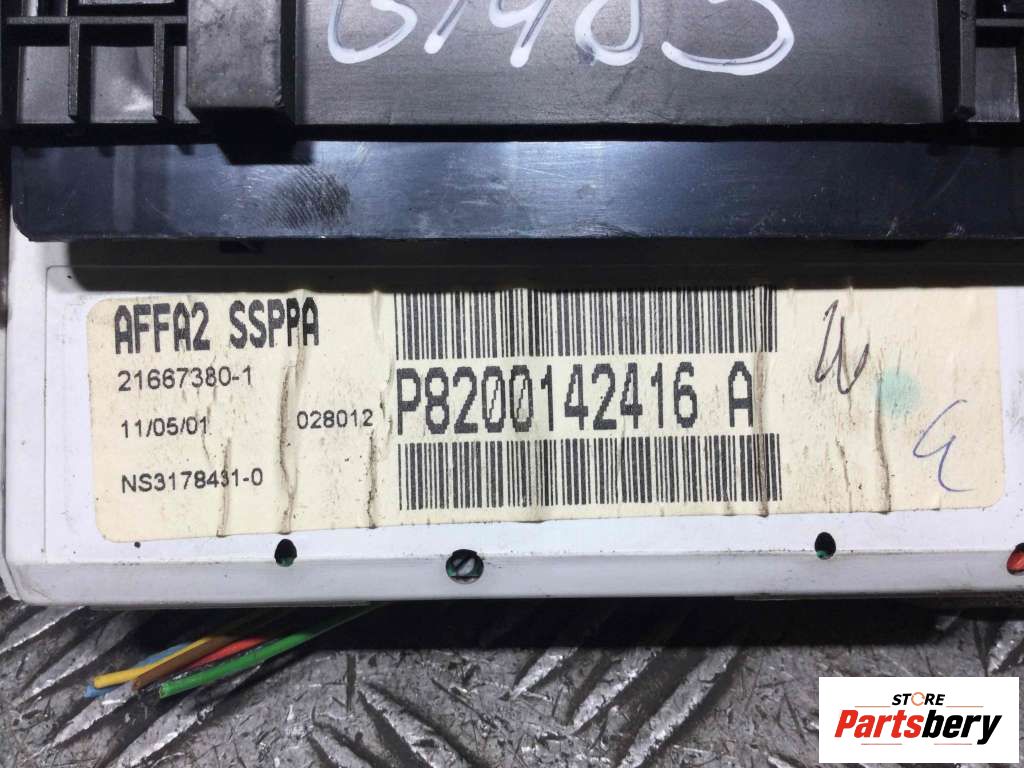 AFFA2 SSPPA
21667380-1
11/05/01 028012
NS3178431-0
P8200142416 A
STORE
Partsbery